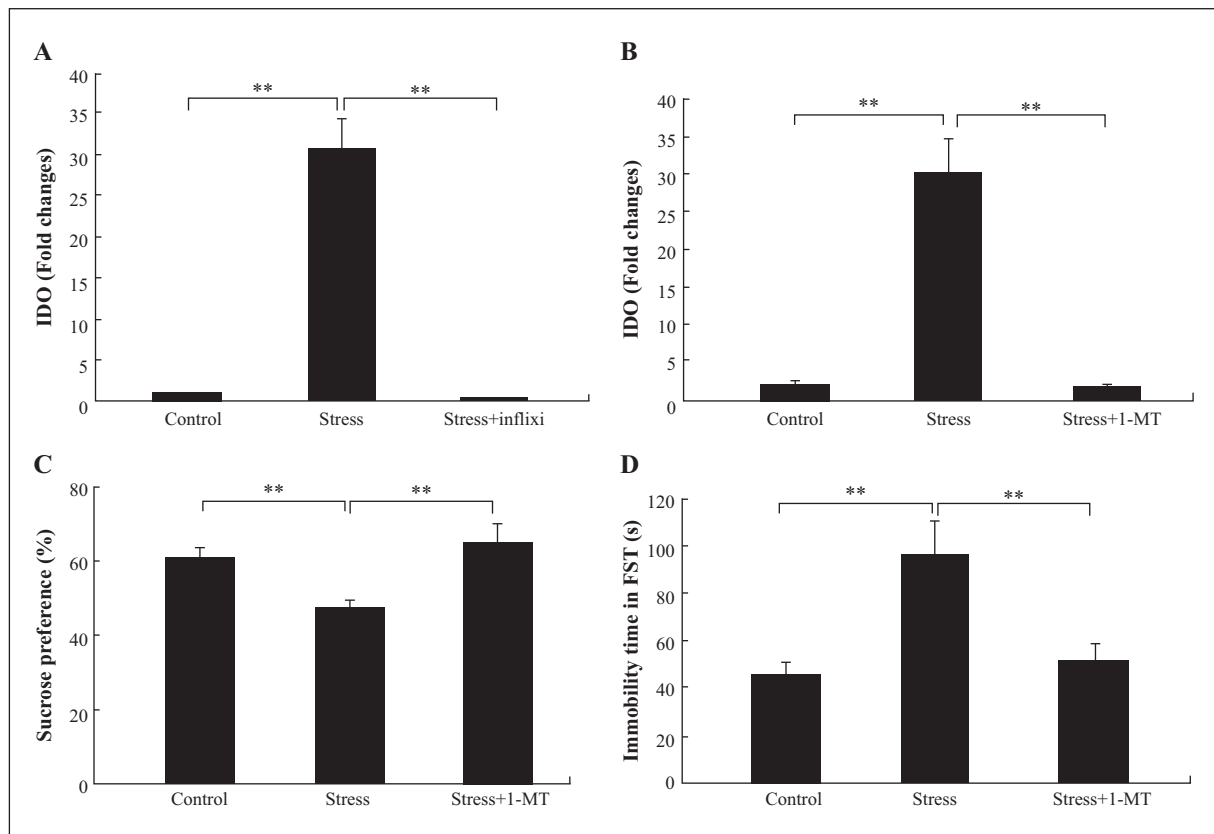 A
IDO (Fold changes)
40
35
30
25
20
15
10
5
0
**
**
Control
Stress
Stress+inflixi
B
IDO (Fold changes)
40
35
30
25
20
15
10
5
0
**
**
Control
Stress
Stress+1-MT
C
Sucrose preference (%)
80
60
40
20
0
**
**
Control
Stress
Stress+1-MT
D
Immobility time in FST (s)
120
100
80
60
40
20
0
**
**
Control
Stress
Stress+1-MT